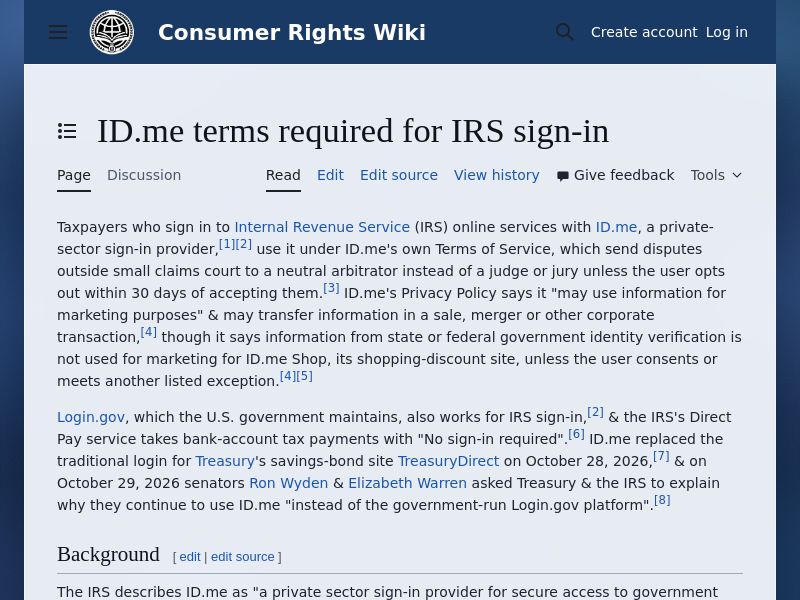 Consumer Rights Wiki
Create account Log in
ID.me terms required for IRS sign-in
Page Discussion Read Edit Edit source View history Give feedback Tools
Taxpayers who sign in to Internal Revenue Service (IRS) online services with ID.me, a private-
sector sign-in provider,[1][2] use it under ID.me's own Terms of Service, which send disputes
outside small claims court to a neutral arbitrator instead of a judge or jury unless the user opts
out within 30 days of accepting them.[3] ID.me's Privacy Policy says it "may use information for
marketing purposes" & may transfer information in a sale, merger or other corporate
transaction,[4] though it says information from state or federal government identity verification is
not used for marketing for ID.me Shop, its shopping-discount site, unless the user consents or
meets another listed exception.[4][5]
Login.gov, which the U.S. government maintains, also works for IRS sign-in,[2] & the IRS's Direct
Pay service takes bank-account tax payments with "No sign-in required".[6] ID.me replaced the
traditional login for Treasury's savings-bond site TreasuryDirect on October 28, 2026,[7] & on
October 29, 2026 senators Ron Wyden & Elizabeth Warren asked Treasury & the IRS to explain
why they continue to use ID.me "instead of the government-run Login.gov platform".[8]
Background [ edit | edit source ]
The IRS describes ID.me as "a private sector sign-in provider for secure access to government